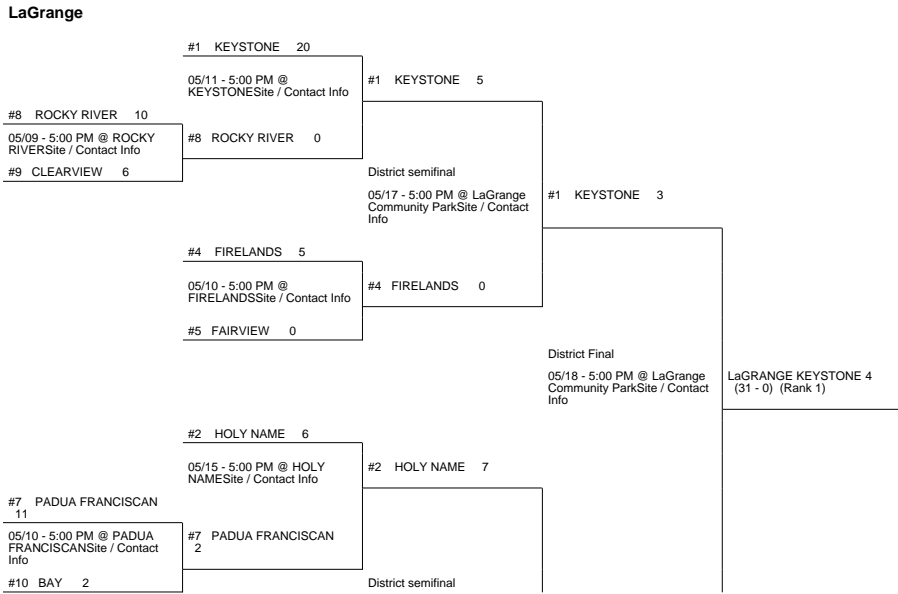 LaGrange
#1 KEYSTONE 20
05/11 - 5:00 PM @
KEYSTONESite / Contact Info
#1 KEYSTONE 5
#8 ROCKY RIVER 10
05/09 - 5:00 PM @ ROCKY
RIVERSite / Contact Info
#8 ROCKY RIVER 0
#9 CLEARVIEW 6
District semifinal
05/17 - 5:00 PM @ LaGrange
Community ParkSite / Contact
Info
#1 KEYSTONE 3
#4 FIRELANDS 5
05/10 - 5:00 PM @
FIRELANDSSite / Contact Info
#4 FIRELANDS 0
#5 FAIRVIEW 0
District Final
05/18 - 5:00 PM @ LaGrange
Community ParkSite / Contact
Info
LaGRANGE KEYSTONE 4
(31 - 0) (Rank 1)
#2 HOLY NAME 6
05/15 - 5:00 PM @ HOLY
NAMESite / Contact Info
#2 HOLY NAME 7
#7 PADUA FRANCISCAN
11
05/10 - 5:00 PM @ PADUA
FRANCISCANSite / Contact
Info
#7 PADUA FRANCISCAN
2
#10 BAY 2
District semifinal